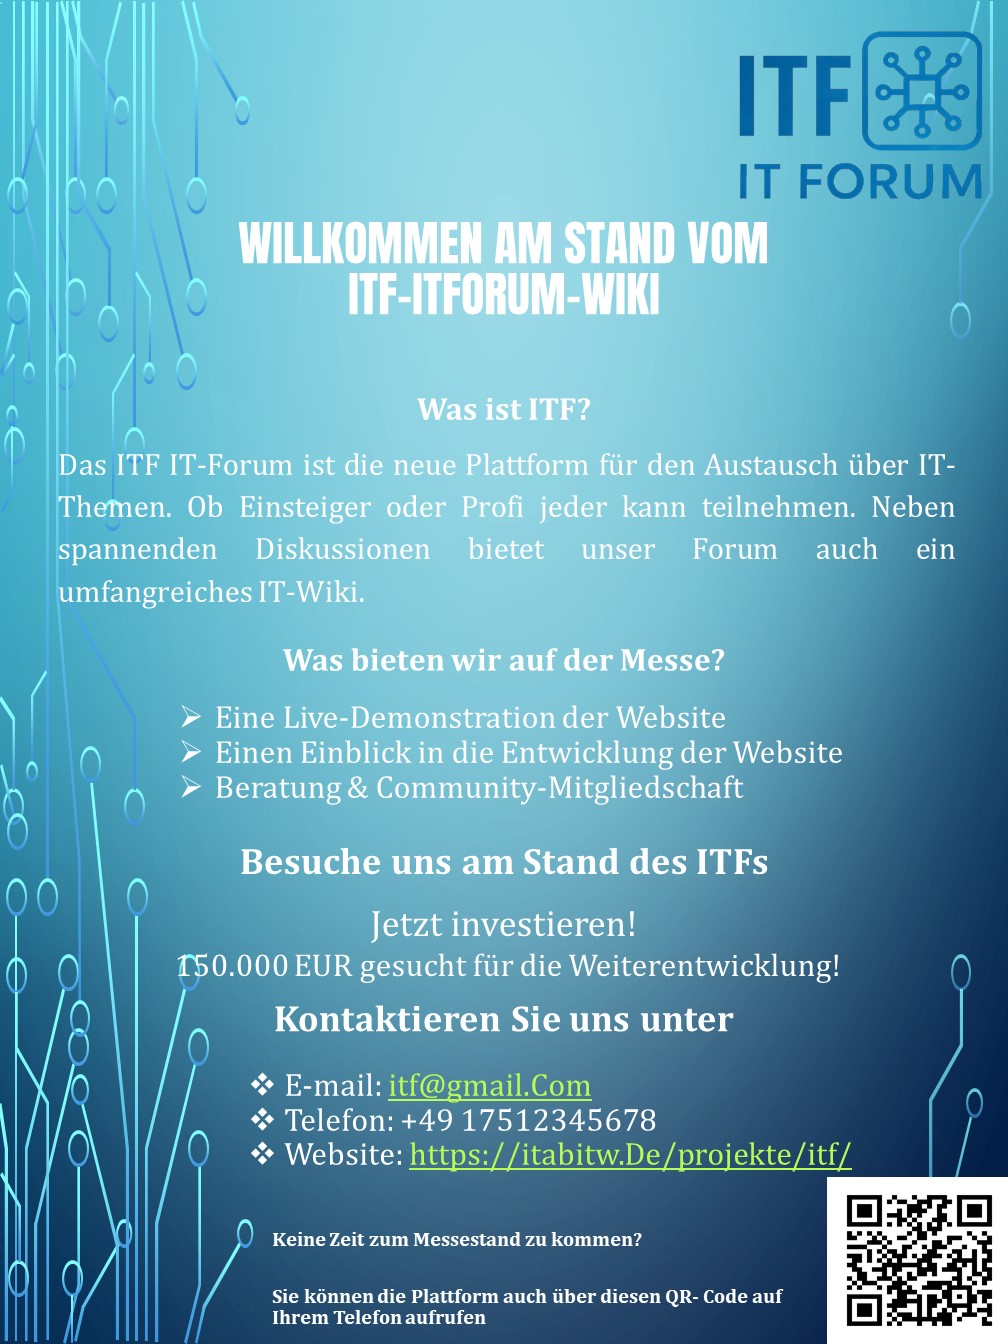 ITF
IT FORUM
WILLKOMMEN AM STAND VOM
ITF-ITFORUM-WIKI
Was ist ITF?
Das ITF IT-Forum ist die neue Plattform für den Austausch über IT-
Themen. Ob Einsteiger oder Profi jeder kann teilnehmen. Neben
spannenden Diskussionen bietet unser Forum auch ein
umfangreiches IT-Wiki.
Was bieten wir auf der Messe?
⮚ Eine Live-Demonstration der Website
⮚ Einen Einblick in die Entwicklung der Website
⮚ Beratung & Community-Mitgliedschaft
Besuche uns am Stand des ITFs
Jetzt investieren!
150.000 EUR gesucht für die Weiterentwicklung!
Kontaktieren Sie uns unter
❖ E-mail: itf@gmail.Com
❖ Telefon: +49 17512345678
❖ Website: https://itabitw.De/projekte/itf/
Keine Zeit zum Messestand zu kommen?
Sie können die Plattform auch über diesen QR- Code auf
Ihrem Telefon aufrufen